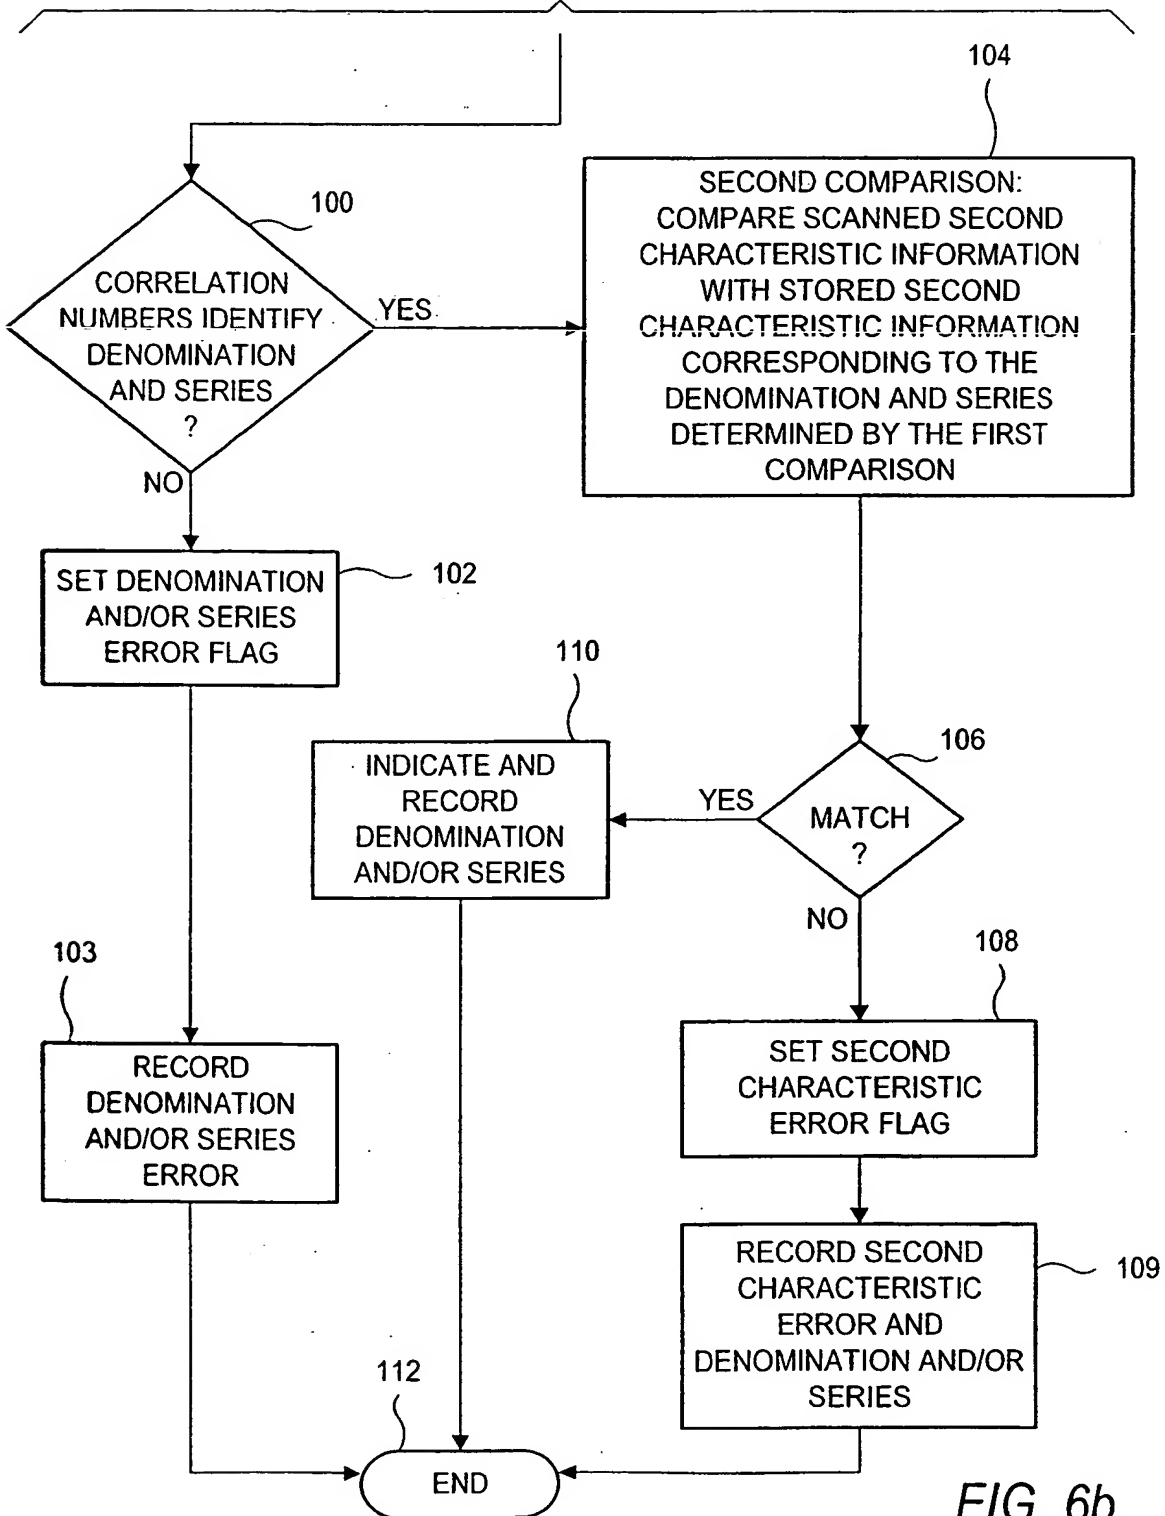 104
SECOND COMPARISON:
COMPARE SCANNED SECOND
CHARACTERISTIC INFORMATION
WITH STORED SECOND
CHARACTERISTIC INFORMATION
CORRESPONDING TO THE
DENOMINATION AND SERIES
DETERMINED BY THE FIRST
COMPARISON
100
CORRELATION
NUMBERS IDENTIFY
DENOMINATION
AND SERIES
?
YES
NO
102
SET DENOMINATION
AND/OR SERIES
ERROR FLAG
110
INDICATE AND
RECORD
DENOMINATION
AND/OR SERIES
106
MATCH
?
YES
NO
103
RECORD
DENOMINATION
AND/OR SERIES
ERROR
108
SET SECOND
CHARACTERISTIC
ERROR FLAG
109
RECORD SECOND
CHARACTERISTIC
ERROR AND
DENOMINATION AND/OR
SERIES
112
END
FIG. 6b